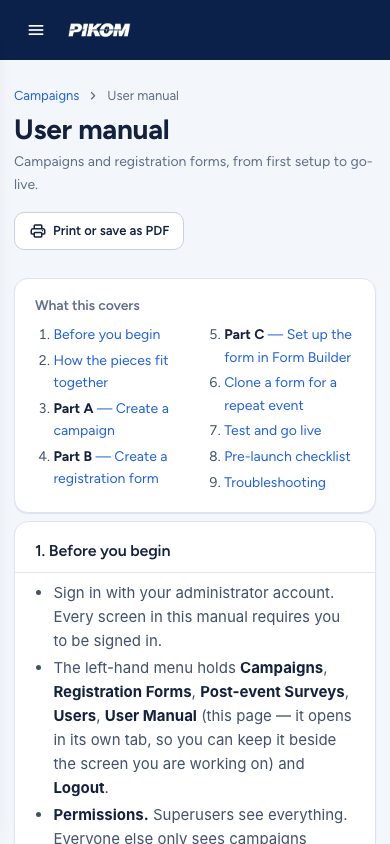 PIKOM
Campaigns > User manual
User manual
Campaigns and registration forms, from first setup to go-
live.
Print or save as PDF
What this covers
1. Before you begin
2. How the pieces fit
together
3. Part A — Create a
campaign
4. Part B — Create a
registration form
5. Part C — Set up the
form in Form Builder
6. Clone a form for a
repeat event
7. Test and go live
8. Pre-launch checklist
9. Troubleshooting
1. Before you begin
• Sign in with your administrator account.
Every screen in this manual requires you
to be signed in.
• The left-hand menu holds Campaigns,
Registration Forms, Post-event Surveys,
Users, User Manual (this page — it opens
in its own tab, so you can keep it beside
the screen you are working on) and
Logout.
• Permissions. Superusers see everything.
Everyone else only sees campaigns